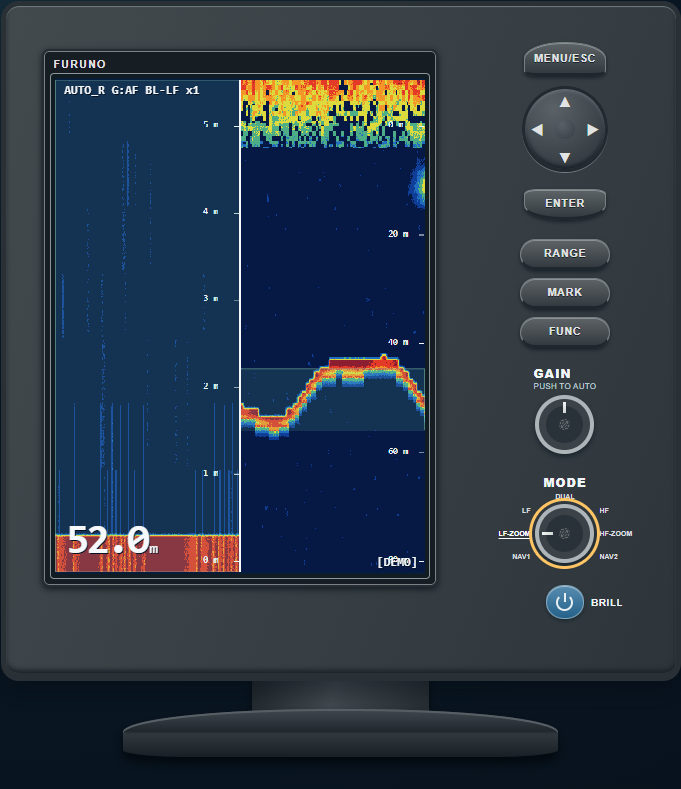 FURUNO
AUTO_R G:AF BL-LF x1
5 m
4 m
3 m
2 m
1 m
0 m
52.0m
20 m
40 m
60 m
[DEMO]
MENU/ESC
ENTER
RANGE
MARK
FUNC
GAIN
PUSH TO AUTO
MODE
DUAL
LF
HF
LF-ZOOM
HF-ZOOM
NAV1
NAV2
BRILL